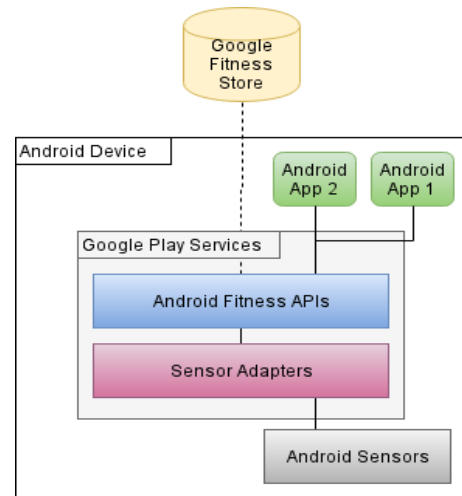 Google
Fitness
Store
Android Device
Android
App 2
Android
App 1
Google Play Services
Android Fitness APIs
Sensor Adapters
Android Sensors